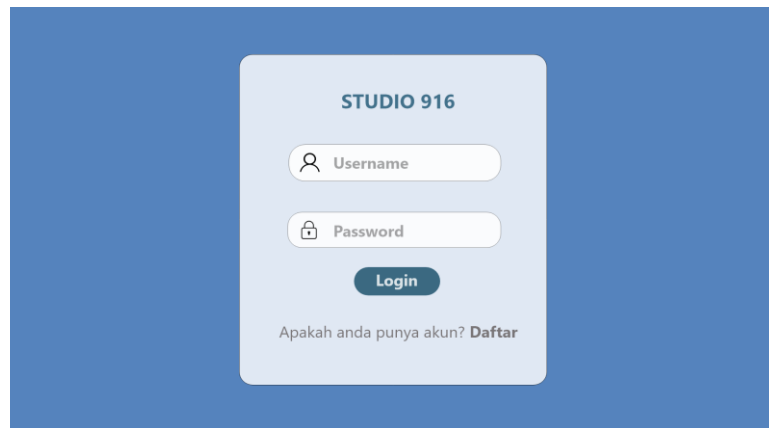 STUDIO 916
Username
Password
Login
Apakah anda punya akun? Daftar